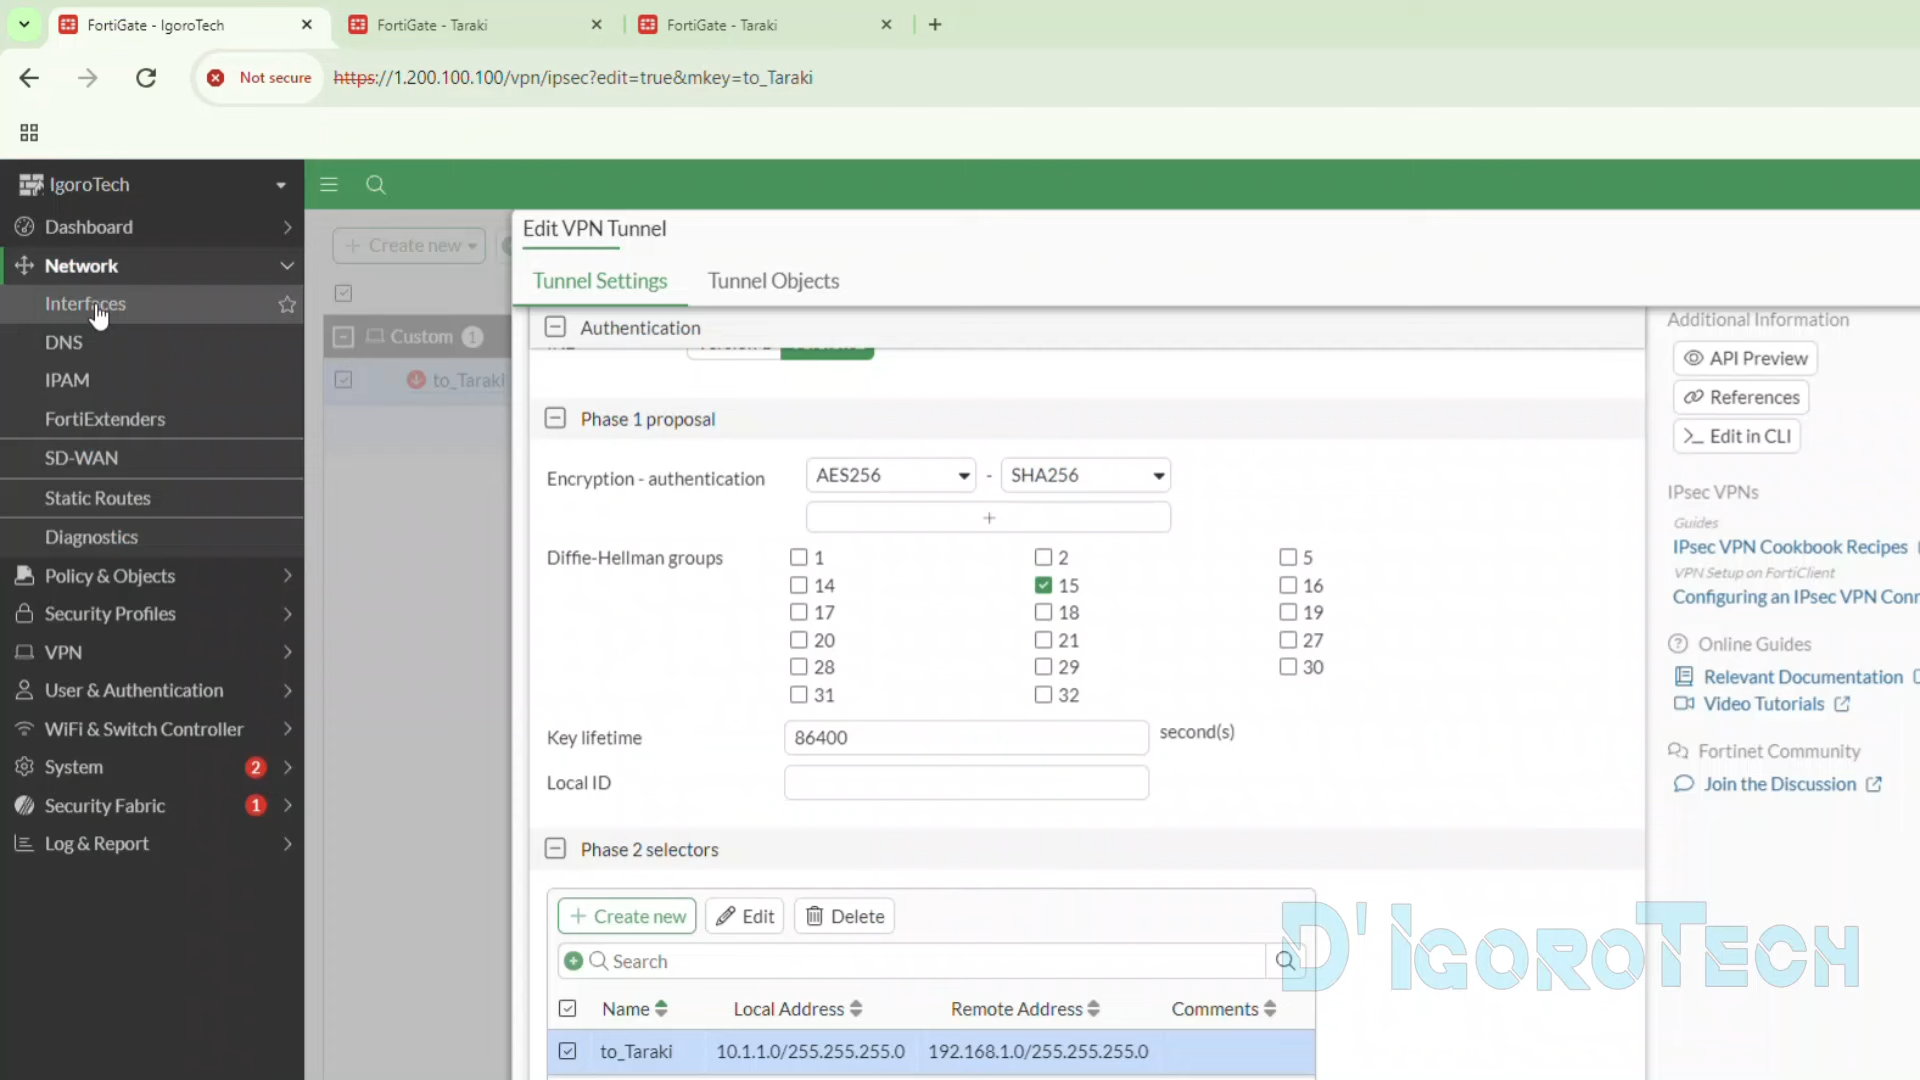 FortiGate - IgoroTech
FortiGate - Taraki
FortiGate - Taraki
Not secure
https://1.200.100.100/vpn/ipsec?edit=true&mkey=to_Taraki
IgoroTech
Dashboard
Network
Interfaces
DNS
IPAM
FortiExtenders
SD-WAN
Static Routes
Diagnostics
Policy & Objects
Security Profiles
VPN
User & Authentication
WiFi & Switch Controller
System 2
Security Fabric 1
Log & Report
Create new
Custom 1
to_Taraki
Edit VPN Tunnel
Tunnel Settings Tunnel Objects
Authentication
Phase 1 proposal
Encryption - authentication AES256 - SHA256
+
Diffie-Hellman groups 1 2 5
14 15 16
17 18 19
20 21 27
28 29 30
31 32
Key lifetime 86400 second(s)
Local ID
Phase 2 selectors
Create new Edit Delete
Search
Name Local Address Remote Address Comments
to_Taraki 10.1.1.0/255.255.255.0 192.168.1.0/255.255.255.0
Additional Information
API Preview
References
>_ Edit in CLI
IPsec VPNs
Guides
IPsec VPN Cookbook Recipes
VPN Setup on FortiClient
Configuring an IPsec VPN Conn
Online Guides
Relevant Documentation
Video Tutorials
Fortinet Community
Join the Discussion
D'IGOROTECH